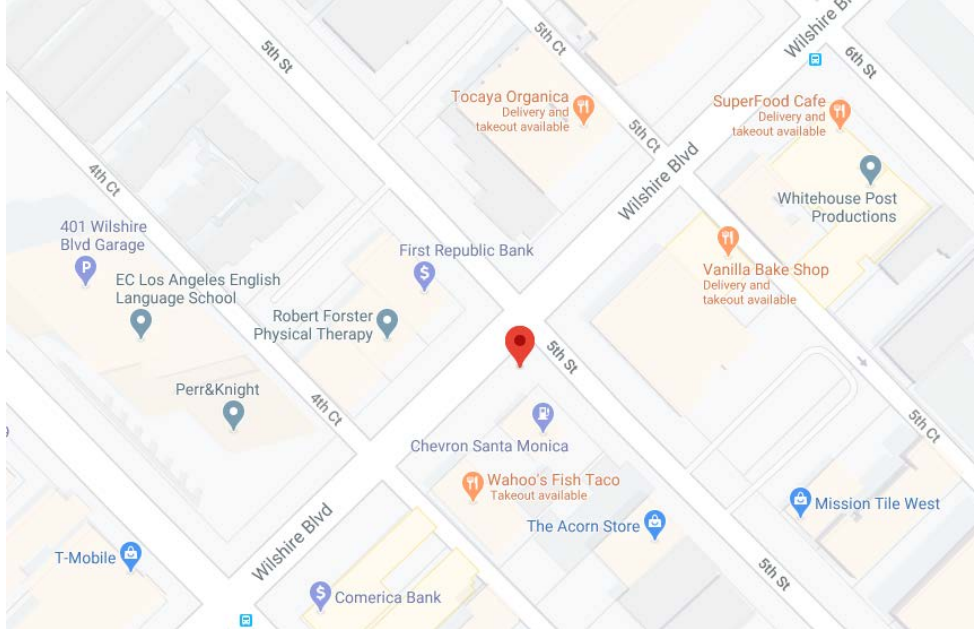 5th St
5th Ct
Wilshire Blvd
6th St
Tocaya Organica
Delivery and
takeout available
SuperFood Cafe
Delivery and
takeout available
5th Ct
4th Ct
Wilshire Blvd
Whitehouse Post
Productions
401 Wilshire
Blvd Garage
P
First Republic Bank
$
EC Los Angeles English
Language School
Vanilla Bake Shop
Delivery and
takeout available
Robert Forster
Physical Therapy
5th St
Perr&Knight
4th Ct
5th Ct
9
Chevron Santa Monica
Wahoo's Fish Taco
Takeout available
Mission Tile West
The Acorn Store
Wilshire Blvd
T-Mobile
5th St
$
Comerica Bank